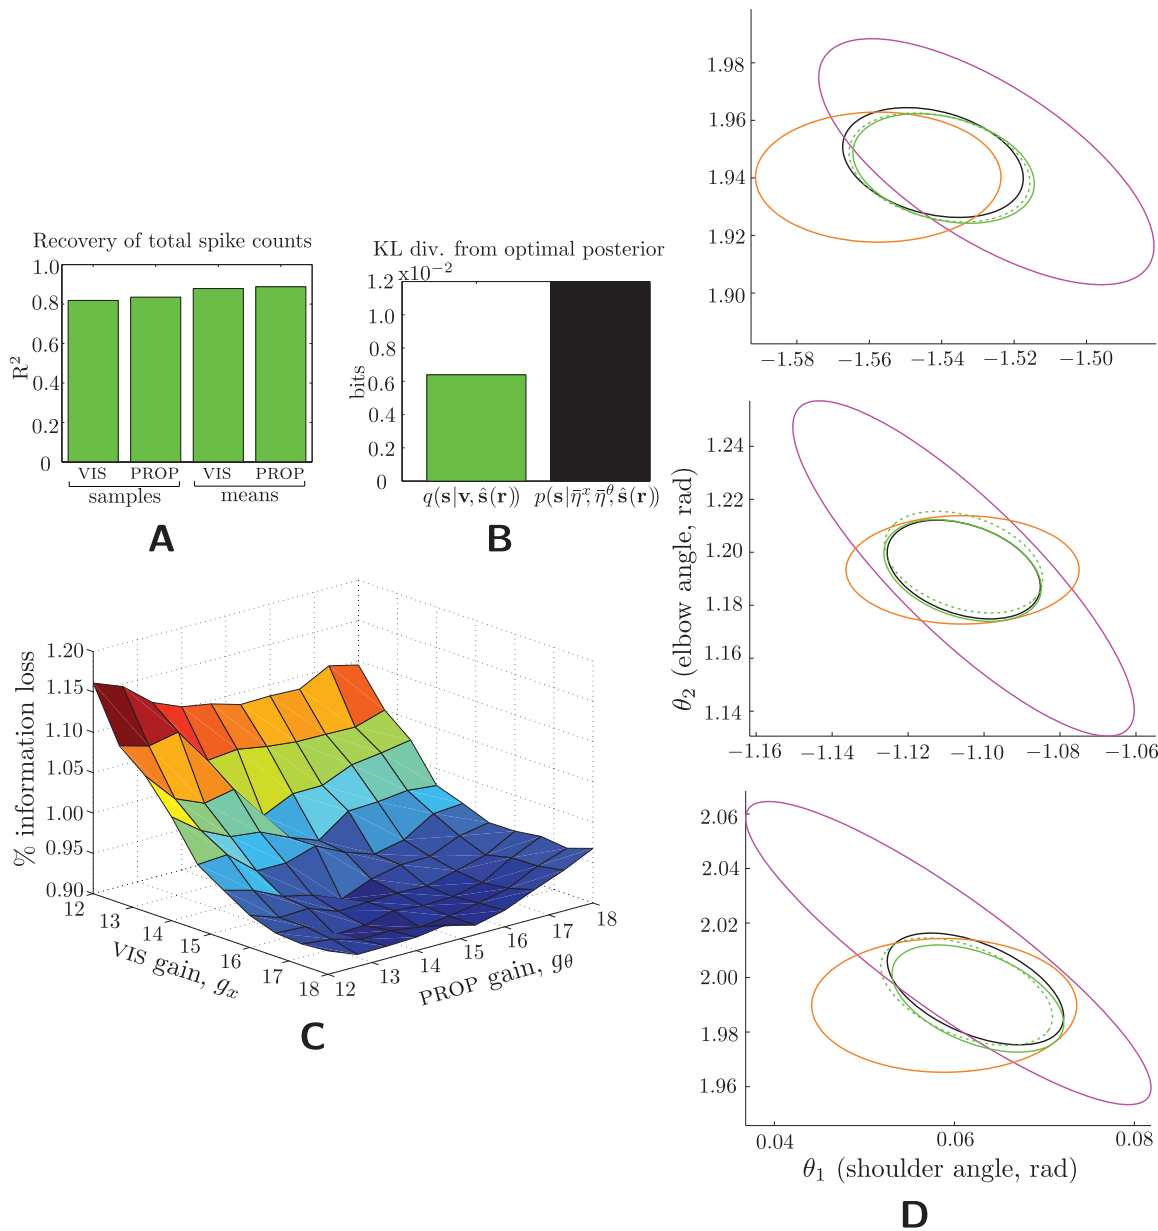 Recovery of total spike counts
1.0
0.8
0.6
0.4
0.2
0
R²
VIS PROP VIS PROP
samples means
A
KL div. from optimal posterior
x10⁻²
1.2
1.0
0.8
0.6
0.4
0.2
0
bits
q(s|v, ŝ(r)) p(s|η̄ˣ, η̄^θ, ŝ(r))
B
1.20
1.15
1.10
1.05
1.00
0.95
0.90
% information loss
12 13 14 15 16 17 18
VIS gain, gₓ
12 13 14 15 16 17 18
PROP gain, g_θ
C
1.98
1.96
1.94
1.92
1.90
−1.58 −1.56 −1.54 −1.52 −1.50
1.24
1.22
1.20
1.18
1.16
1.14
θ₂ (elbow angle, rad)
−1.16 −1.14 −1.12 −1.10 −1.08 −1.06
2.06
2.04
2.02
2.00
1.98
1.96
0.04 0.06 0.08
θ₁ (shoulder angle, rad)
D